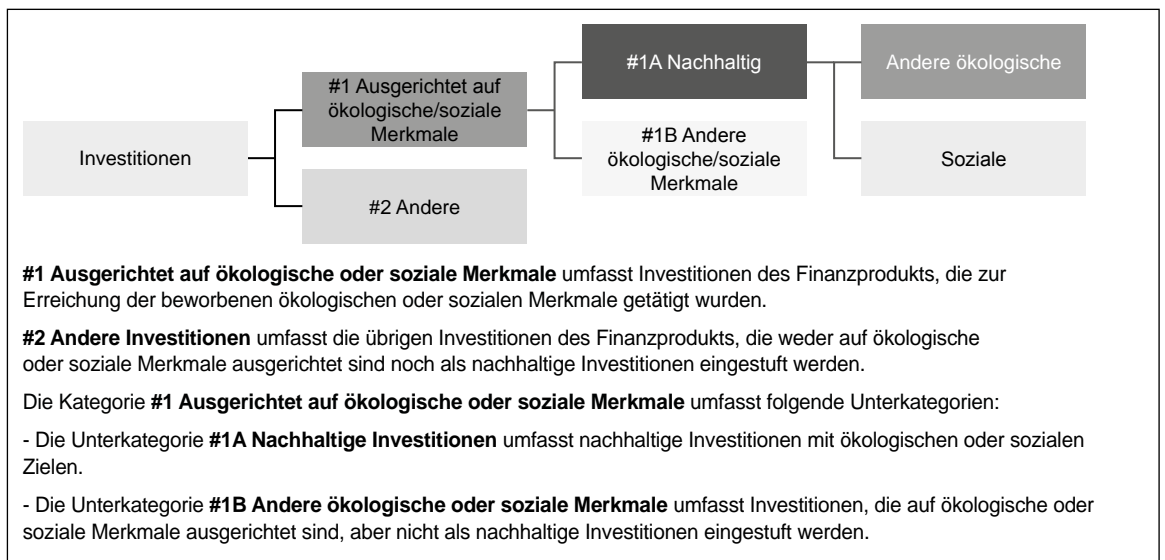 Investitionen
#1 Ausgerichtet auf
ökologische/soziale
Merkmale
#2 Andere
#1A Nachhaltig
#1B Andere
ökologische/soziale
Merkmale
Andere ökologische
Soziale
#1 Ausgerichtet auf ökologische oder soziale Merkmale umfasst Investitionen des Finanzprodukts, die zur
Erreichung der beworbenen ökologischen oder sozialen Merkmale getätigt wurden.
#2 Andere Investitionen umfasst die übrigen Investitionen des Finanzprodukts, die weder auf ökologische
oder soziale Merkmale ausgerichtet sind noch als nachhaltige Investitionen eingestuft werden.
Die Kategorie #1 Ausgerichtet auf ökologische oder soziale Merkmale umfasst folgende Unterkategorien:
- Die Unterkategorie #1A Nachhaltige Investitionen umfasst nachhaltige Investitionen mit ökologischen oder sozialen
Zielen.
- Die Unterkategorie #1B Andere ökologische oder soziale Merkmale umfasst Investitionen, die auf ökologische oder
soziale Merkmale ausgerichtet sind, aber nicht als nachhaltige Investitionen eingestuft werden.